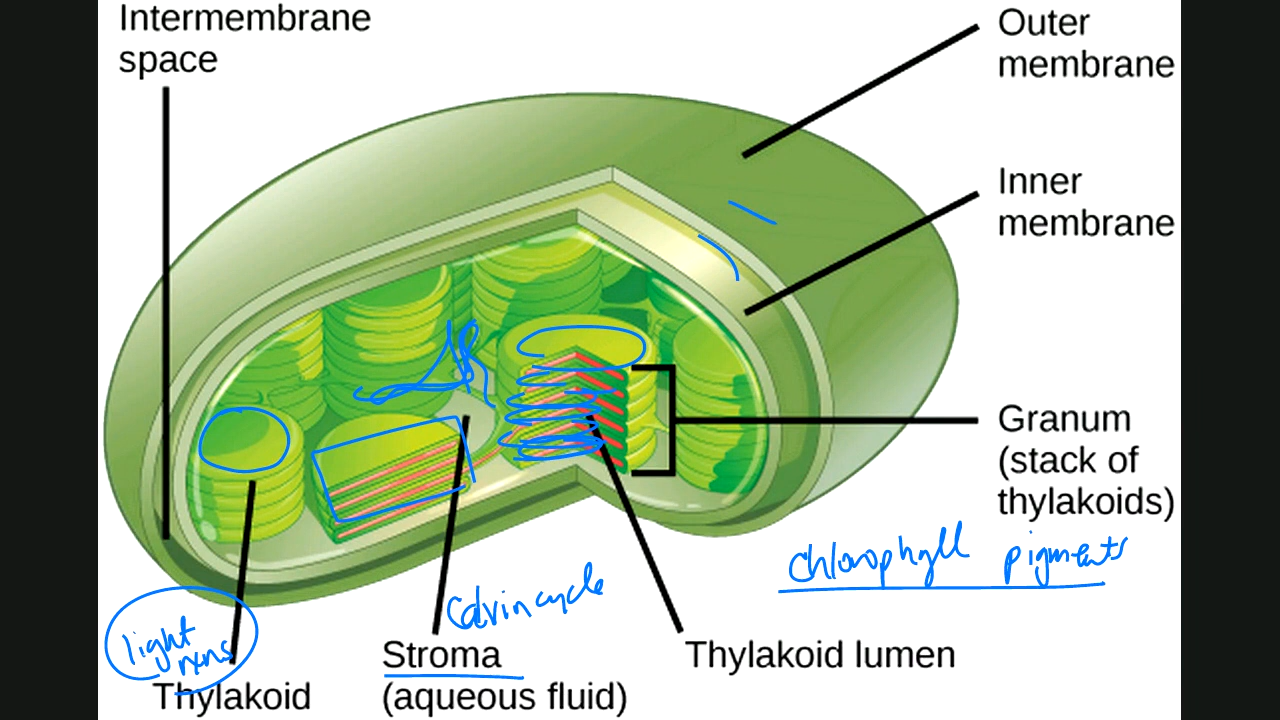 Intermembrane
space
Outer
membrane
Inner
membrane
Granum
(stack of
thylakoids)
chlorophyll pigments
Calvin cycle
light
rxns
Thylakoid
Stroma
(aqueous fluid)
Thylakoid lumen